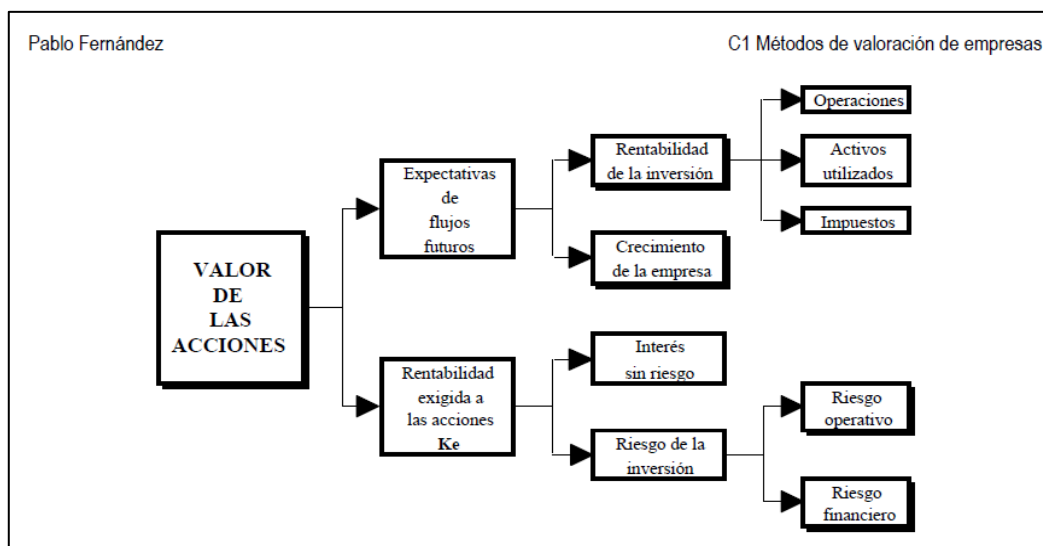 Pablo Fernández
C1 Métodos de valoración de empresas
VALOR
DE
LAS
ACCIONES
Expectativas
de
flujos
futuros
Rentabilidad
exigida a
las acciones
Ke
Rentabilidad
de la inversión
Crecimiento
de la empresa
Interés
sin riesgo
Riesgo de la
inversión
Operaciones
Activos
utilizados
Impuestos
Riesgo
operativo
Riesgo
financiero